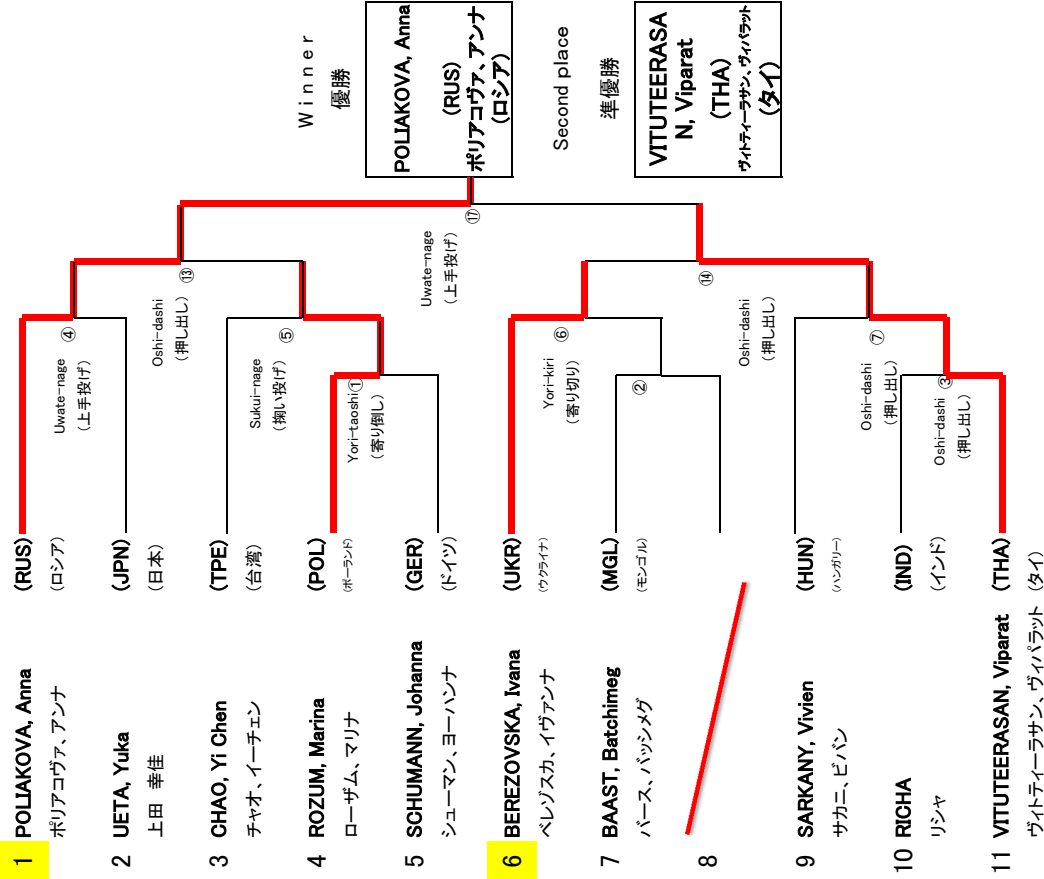 Winner
優勝
POLIAKOVA, Anna
(RUS)
ポリアコヴァ、アンナ
(ロシア)
Second place
準優勝
VITUTEERASA
N, Viparat
(THA)
ヴィトティーラサン、ヴィパラット
(タイ)
⑰
Uwate-nage
(上手投げ)
⑬
Oshi-dashi
(押し出し)
⑭
Oshi-dashi
(押し出し)
④
Uwate-nage
(上手投げ)
⑤
Sukui-nage
(掬い投げ)
⑥
Yori-kiri
(寄り切り)
⑦
Oshi-dashi
(押し出し)
①
Yori-taoshi
(寄り倒し)
②
③
Oshi-dashi
(押し出し)
1 POLIAKOVA, Anna (RUS)
ポリアコヴァ、アンナ (ロシア)
2 UETA, Yuka (JPN)
上田 幸佳 (日本)
3 CHAO, Yi Chen (TPE)
チャオ、イーチェン (台湾)
4 ROZUM, Marina (POL)
ローザム、マリナ (ポーランド)
5 SCHUMANN, Johanna (GER)
シューマン、ヨーハンナ (ドイツ)
6 BEREZOVSKA, Ivana (UKR)
ベレゾスカ、イヴァンナ (ウクライナ)
7 BAAST, Batchimeg (MGL)
バース、バッシメグ (モンゴル)
8
9 SARKANY, Vivien (HUN)
サカニ、ビバン (ハンガリー)
10 RICHA (IND)
リシャ (インド)
11 VITUTEERASAN, Viparat (THA)
ヴィトティーラサン、ヴィパラット (タイ)